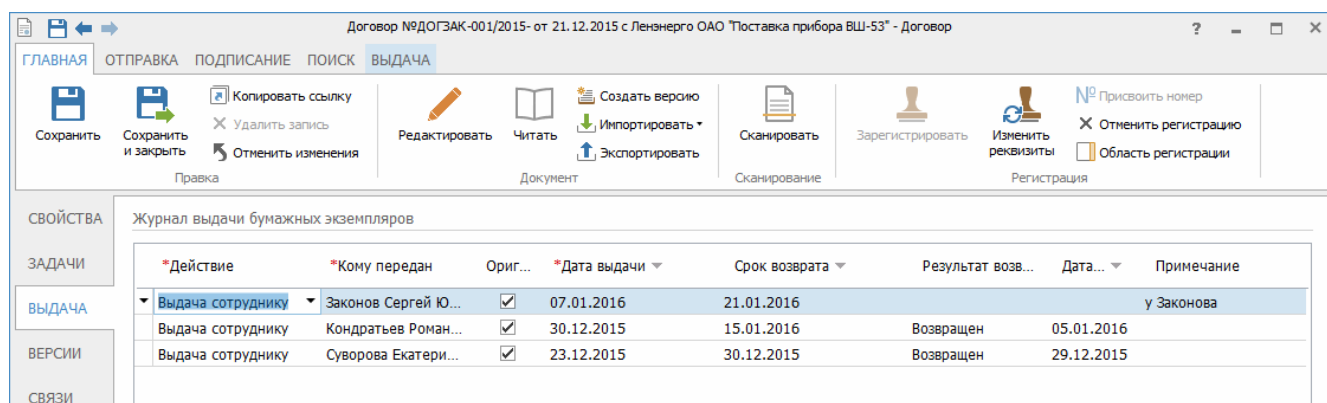 Договор №ДОГЗАК-001/2015- от 21.12.2015 с Ленэнерго ОАО "Поставка прибора ВШ-53" - Договор
ГЛАВНАЯ ОТПРАВКА ПОДПИСАНИЕ ПОИСК ВЫДАЧА
Сохранить
Сохранить и закрыть
Копировать ссылку
Удалить запись
Отменить изменения
Правка
Редактировать
Читать
Создать версию
Импортировать
Экспортировать
Документ
Сканировать
Сканирование
Зарегистрировать
Изменить реквизиты
№ Присвоить номер
Отменить регистрацию
Область регистрации
Регистрация
СВОЙСТВА
ЗАДАЧИ
ВЫДАЧА
ВЕРСИИ
СВЯЗИ
Журнал выдачи бумажных экземпляров
*Действие *Кому передан Ориг... *Дата выдачи Срок возврата Результат возв... Дата... Примечание
Выдача сотруднику Законов Сергей Ю... 07.01.2016 21.01.2016 у Законова
Выдача сотруднику Кондратьев Роман... 30.12.2015 15.01.2016 Возвращен 05.01.2016
Выдача сотруднику Суворова Екатери... 23.12.2015 30.12.2015 Возвращен 29.12.2015